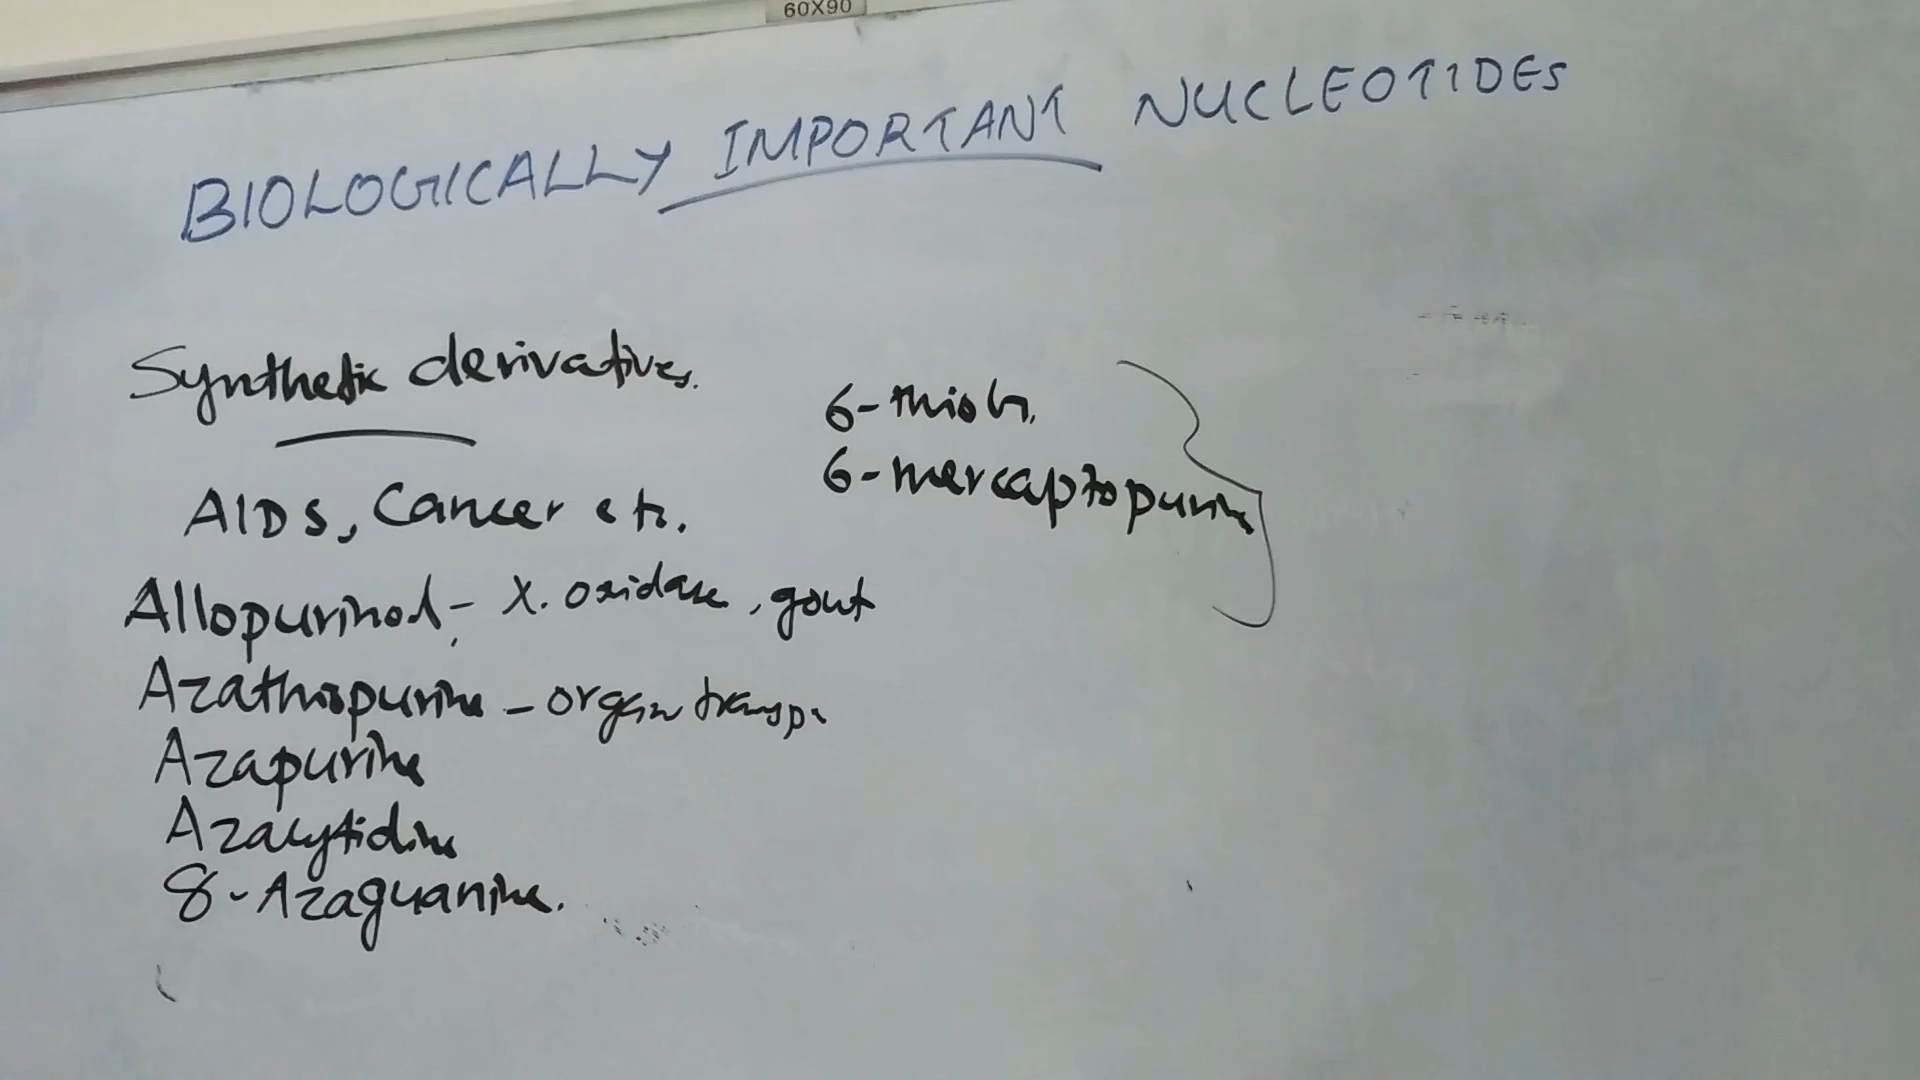 60X90
BIOLOGICALLY IMPORTANT NUCLEOTIDES
Synthetic derivatives.
AIDS, Cancer etc.
Allopurinol - X. oxidase, gout
Azathiopurine - organ transp.
Azapurine
Azacytidine
8-Azaguanine.
6-thioG.
6-mercaptopurine